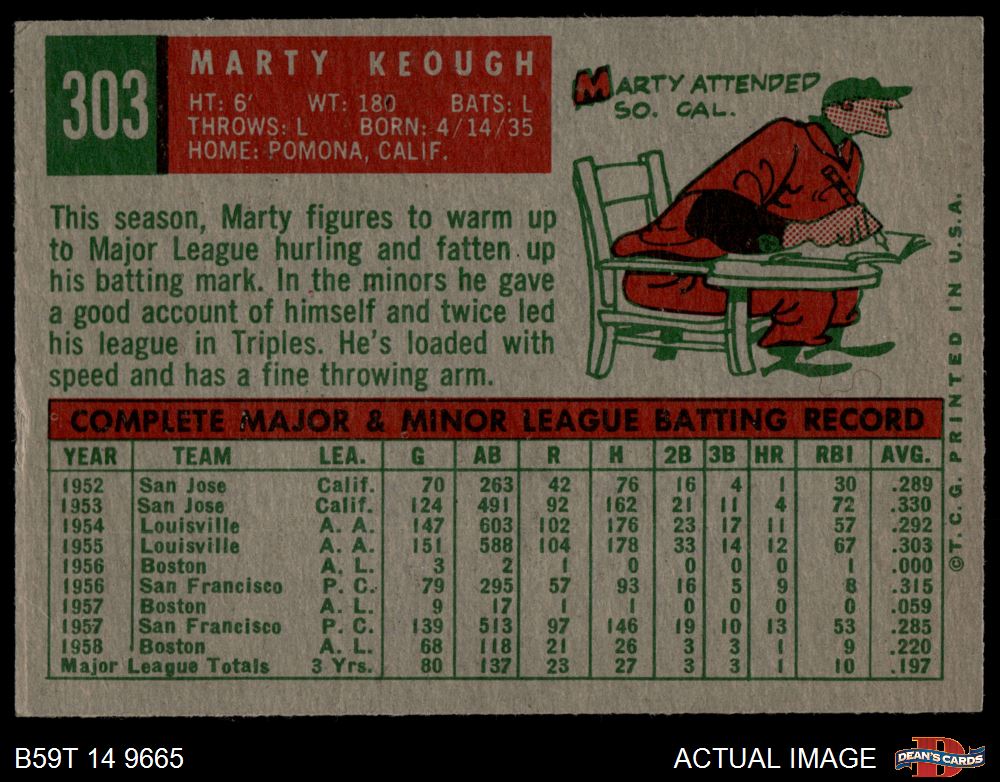 303
MARTY KEOUGH
HT: 6' WT: 180 BATS: L
THROWS: L BORN: 4/14/35
HOME: POMONA, CALIF.
MARTY ATTENDED
SO. CAL.
This season, Marty figures to warm up
to Major League hurling and fatten up
his batting mark. In the minors he gave
a good account of himself and twice led
his league in Triples. He's loaded with
speed and has a fine throwing arm.
COMPLETE MAJOR & MINOR LEAGUE BATTING RECORD
YEAR TEAM LEA. G AB R H 2B 3B HR RBI AVG.
1952 San Jose Calif. 70 263 42 76 16 4 1 30 .289
1953 San Jose Calif. 124 491 92 162 21 11 4 72 .330
1954 Louisville A. A. 147 603 102 176 23 17 11 57 .292
1955 Louisville A. A. 151 588 104 178 33 14 12 67 .303
1956 Boston A. L. 3 2 1 0 0 0 0 1 .000
1956 San Francisco P. C. 79 295 57 93 16 5 9 8 .315
1957 Boston A. L. 9 17 1 1 0 0 0 0 .059
1957 San Francisco P. C. 139 513 97 146 19 10 13 53 .285
1958 Boston A. L. 68 118 21 26 3 3 1 9 .220
Major League Totals 3 Yrs. 80 137 23 27 3 3 1 10 .197
©T. C. G. PRINTED IN U.S.A.
B59T 14 9665
ACTUAL IMAGE
D
DEAN'S CARDS